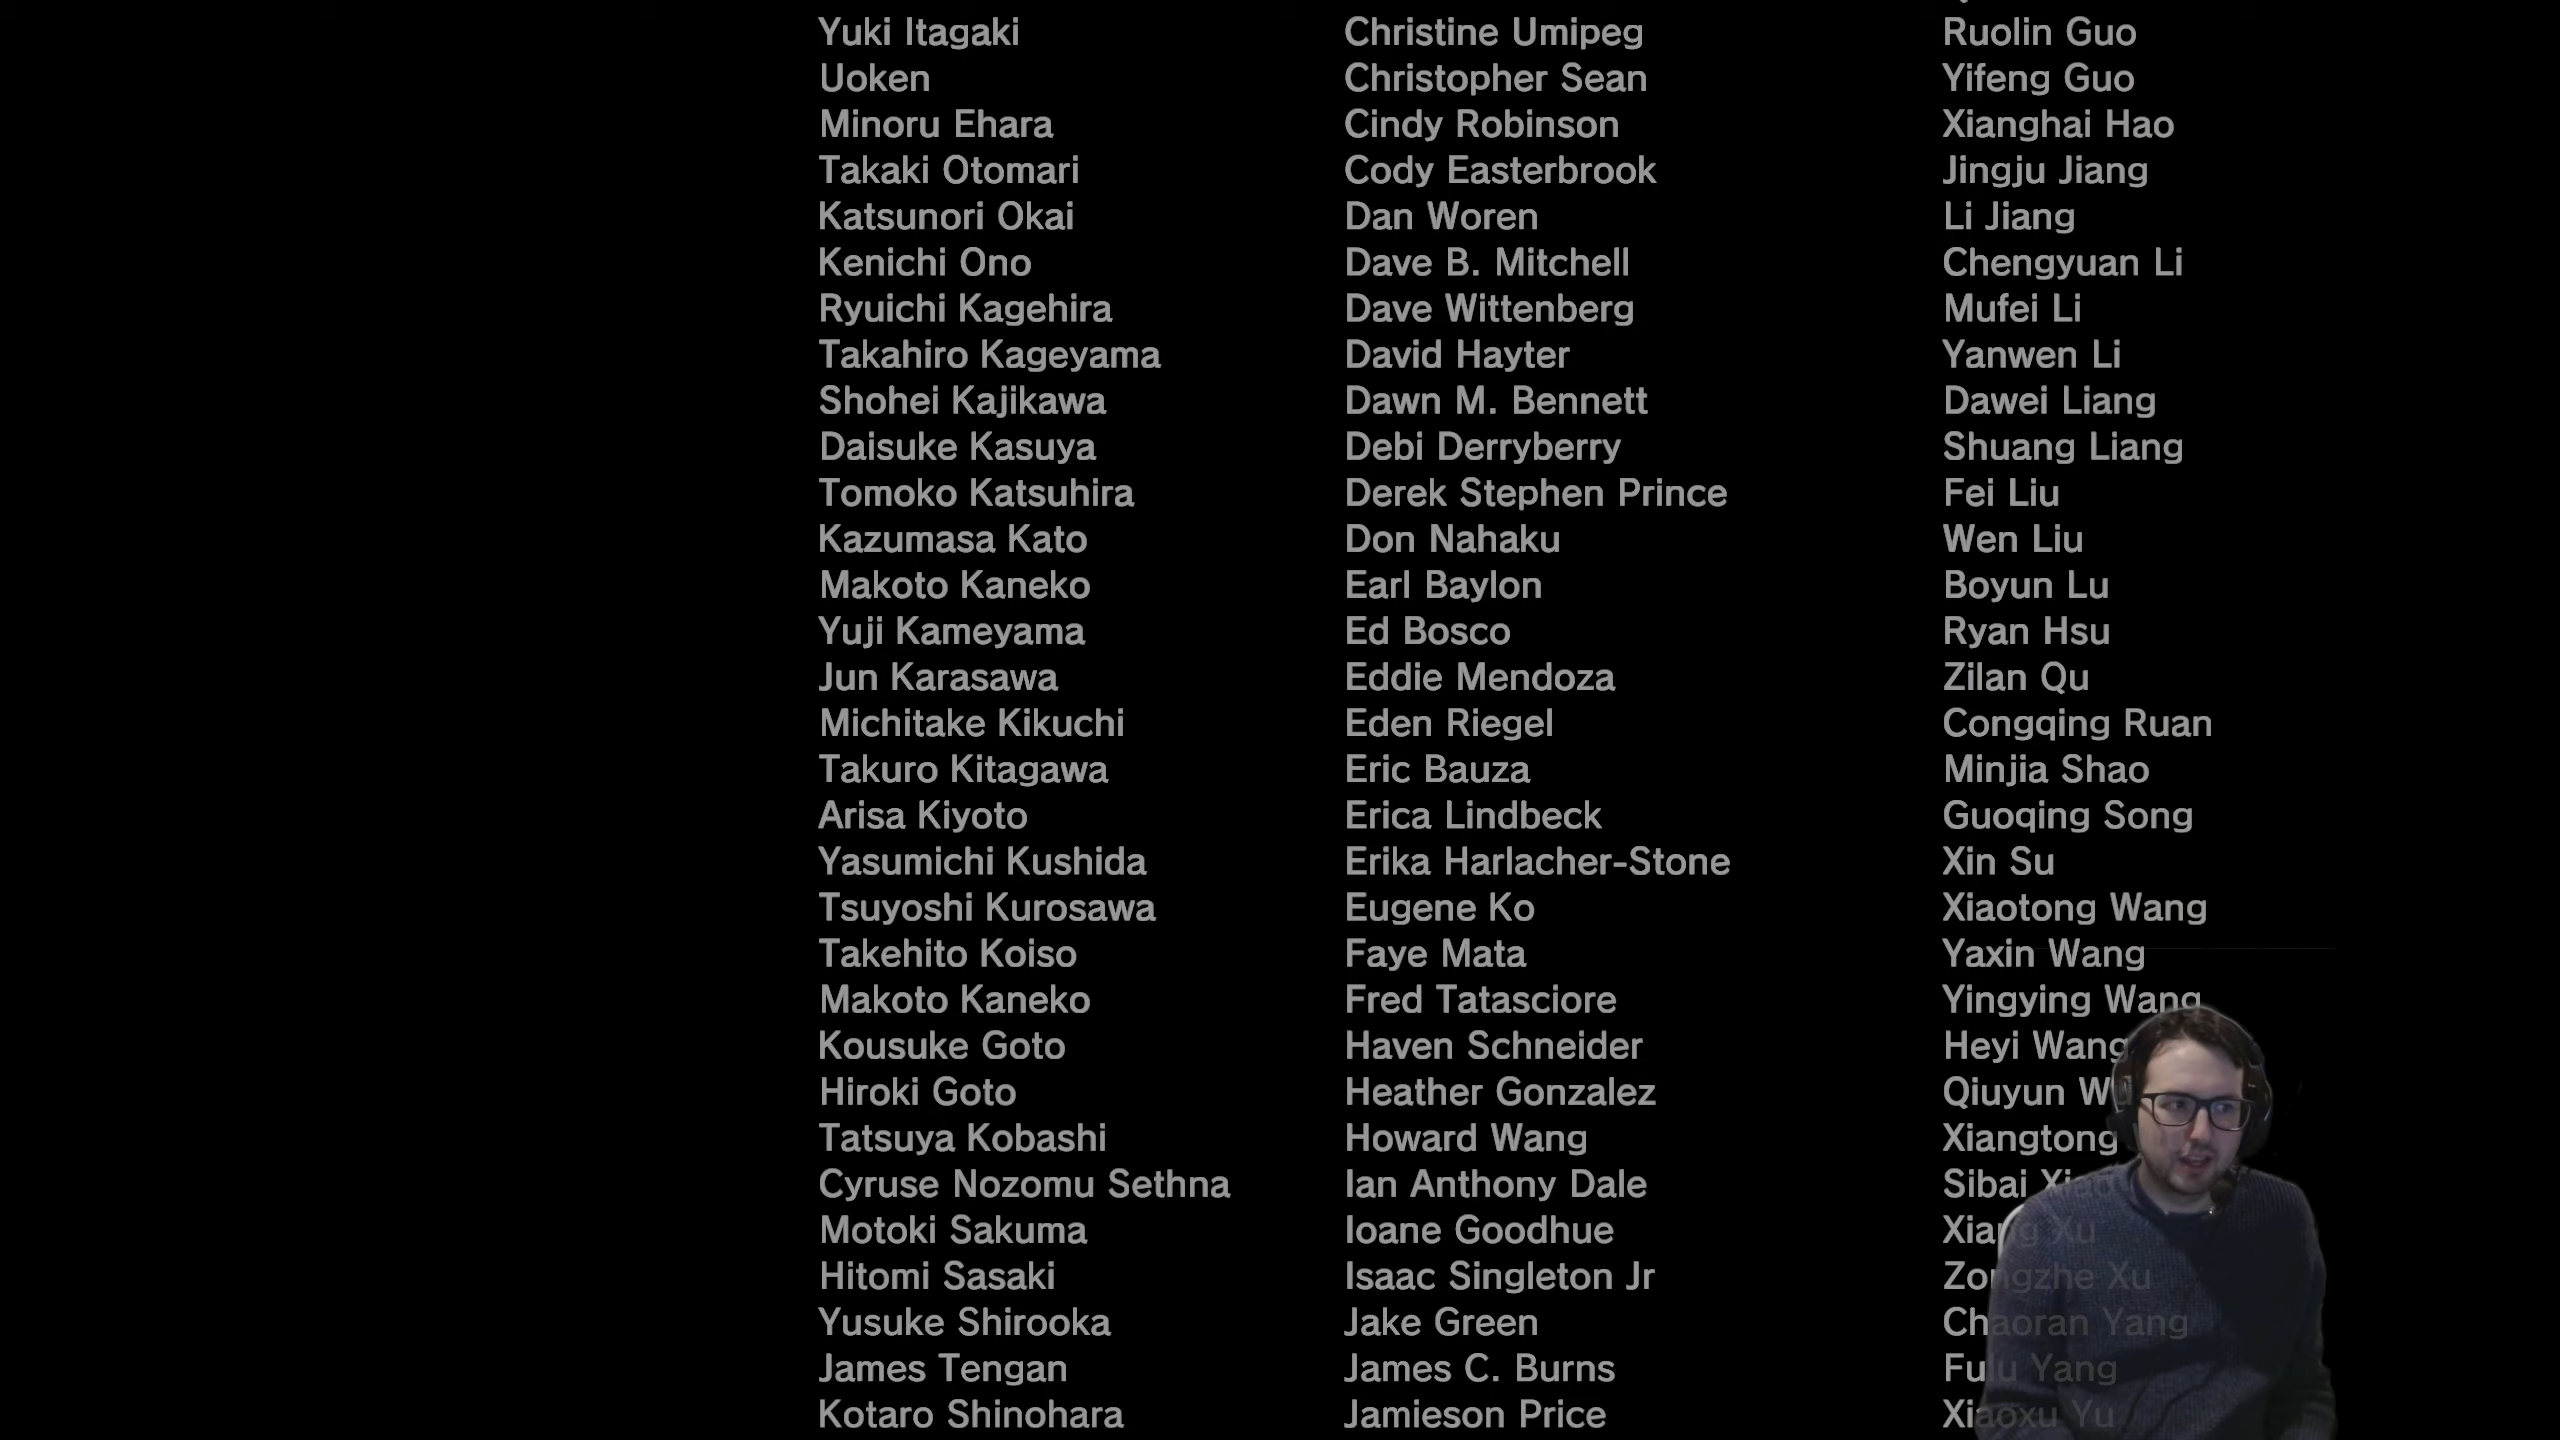 Yuki Itagaki
Uoken
Minoru Ehara
Takaki Otomari
Katsunori Okai
Kenichi Ono
Ryuichi Kagehira
Takahiro Kageyama
Shohei Kajikawa
Daisuke Kasuya
Tomoko Katsuhira
Kazumasa Kato
Makoto Kaneko
Yuji Kameyama
Jun Karasawa
Michitake Kikuchi
Takuro Kitagawa
Arisa Kiyoto
Yasumichi Kushida
Tsuyoshi Kurosawa
Takehito Koiso
Makoto Kaneko
Kousuke Goto
Hiroki Goto
Tatsuya Kobashi
Cyruse Nozomu Sethna
Motoki Sakuma
Hitomi Sasaki
Yusuke Shirooka
James Tengan
Kotaro Shinohara
Christine Umipeg
Christopher Sean
Cindy Robinson
Cody Easterbrook
Dan Woren
Dave B. Mitchell
Dave Wittenberg
David Hayter
Dawn M. Bennett
Debi Derryberry
Derek Stephen Prince
Don Nahaku
Earl Baylon
Ed Bosco
Eddie Mendoza
Eden Riegel
Eric Bauza
Erica Lindbeck
Erika Harlacher-Stone
Eugene Ko
Faye Mata
Fred Tatasciore
Haven Schneider
Heather Gonzalez
Howard Wang
Ian Anthony Dale
Ioane Goodhue
Isaac Singleton Jr
Jake Green
James C. Burns
Jamieson Price
Ruolin Guo
Yifeng Guo
Xianghai Hao
Jingju Jiang
Li Jiang
Chengyuan Li
Mufei Li
Yanwen Li
Dawei Liang
Shuang Liang
Fei Liu
Wen Liu
Boyun Lu
Ryan Hsu
Zilan Qu
Congqing Ruan
Minjia Shao
Guoqing Song
Xin Su
Xiaotong Wang
Yaxin Wang
Yingying Wang
Heyi Wang
Qiuyun
Xiangtong
Sibai
Xiang Xu
Zongzhe Xu
Chaoran Yang
Fulu Yang
Xiaoxu Yu